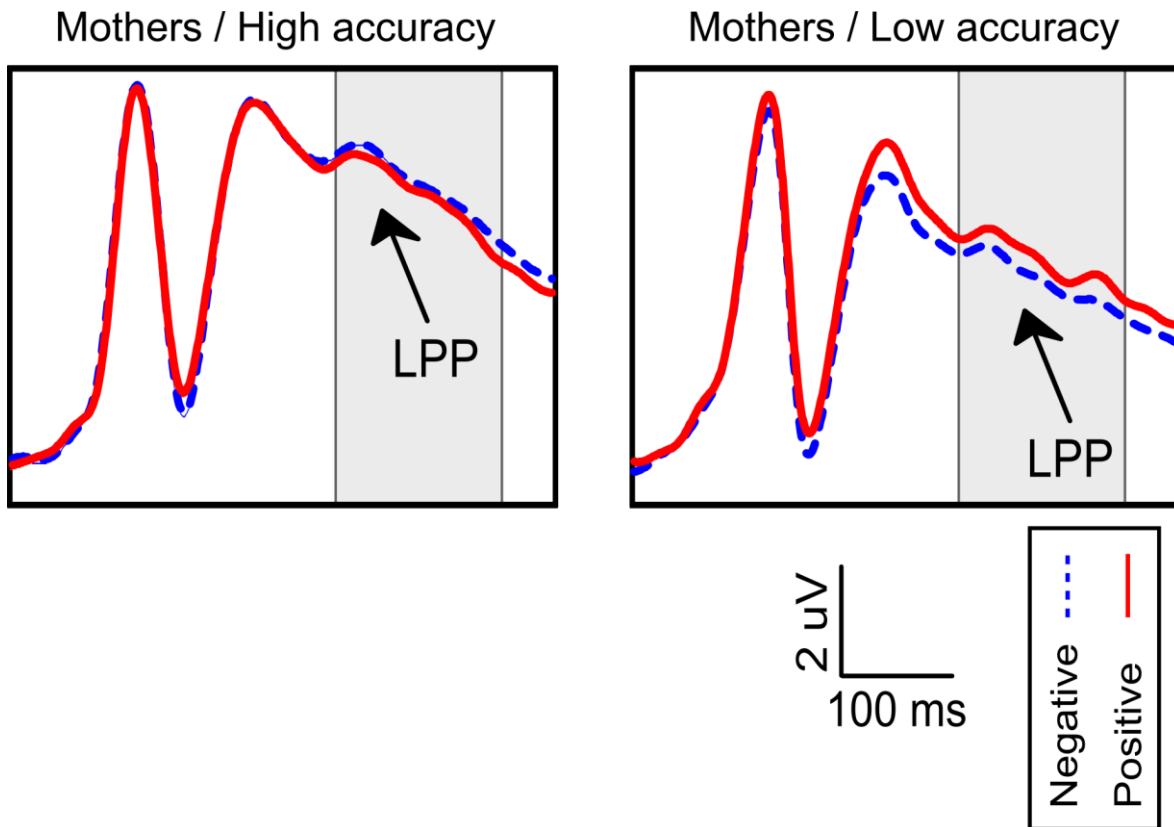 Mothers / High accuracy
Mothers / Low accuracy
LPP
LPP
2 uV
100 ms
Negative
Positive